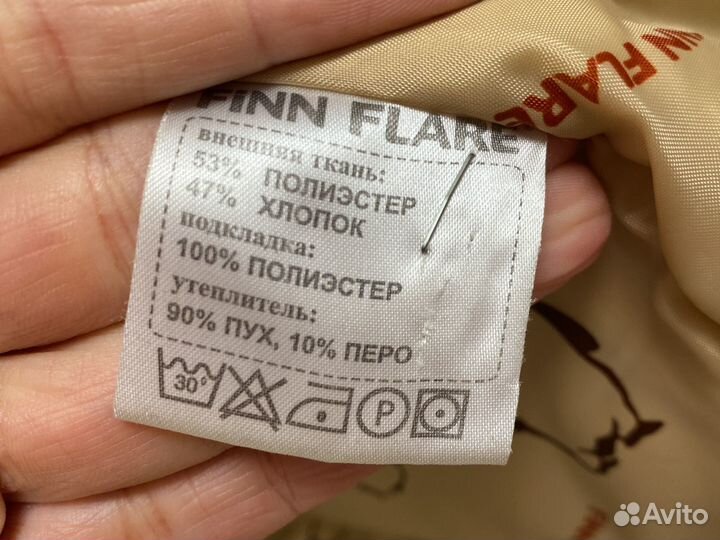 FINN FLARE
внешняя ткань:
53% ПОЛИЭСТЕР
47% ХЛОПОК
подкладка:
100% ПОЛИЭСТЕР
утеплитель:
90% ПУХ, 10% ПЕРО
30°
P
FLARE
Avito